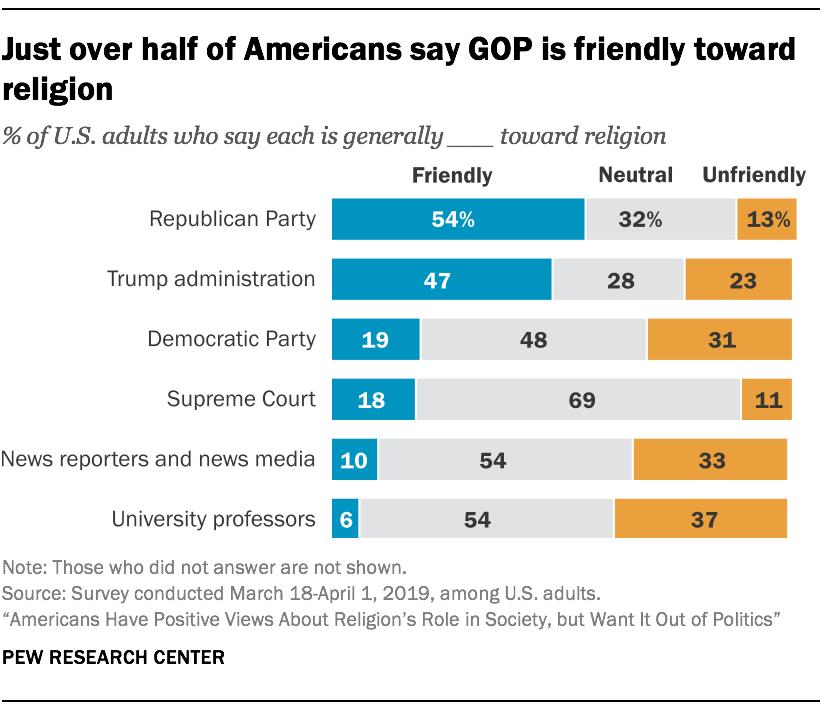 Just over half of Americans say GOP is friendly toward
religion
% of U.S. adults who say each is generally ____ toward religion
Friendly Neutral Unfriendly
Republican Party 54% 32% 13%
Trump administration 47 28 23
Democratic Party 19 48 31
Supreme Court 18 69 11
News reporters and news media 10 54 33
University professors 6 54 37
Note: Those who did not answer are not shown.
Source: Survey conducted March 18-April 1, 2019, among U.S. adults.
“Americans Have Positive Views About Religion’s Role in Society, but Want It Out of Politics”
PEW RESEARCH CENTER